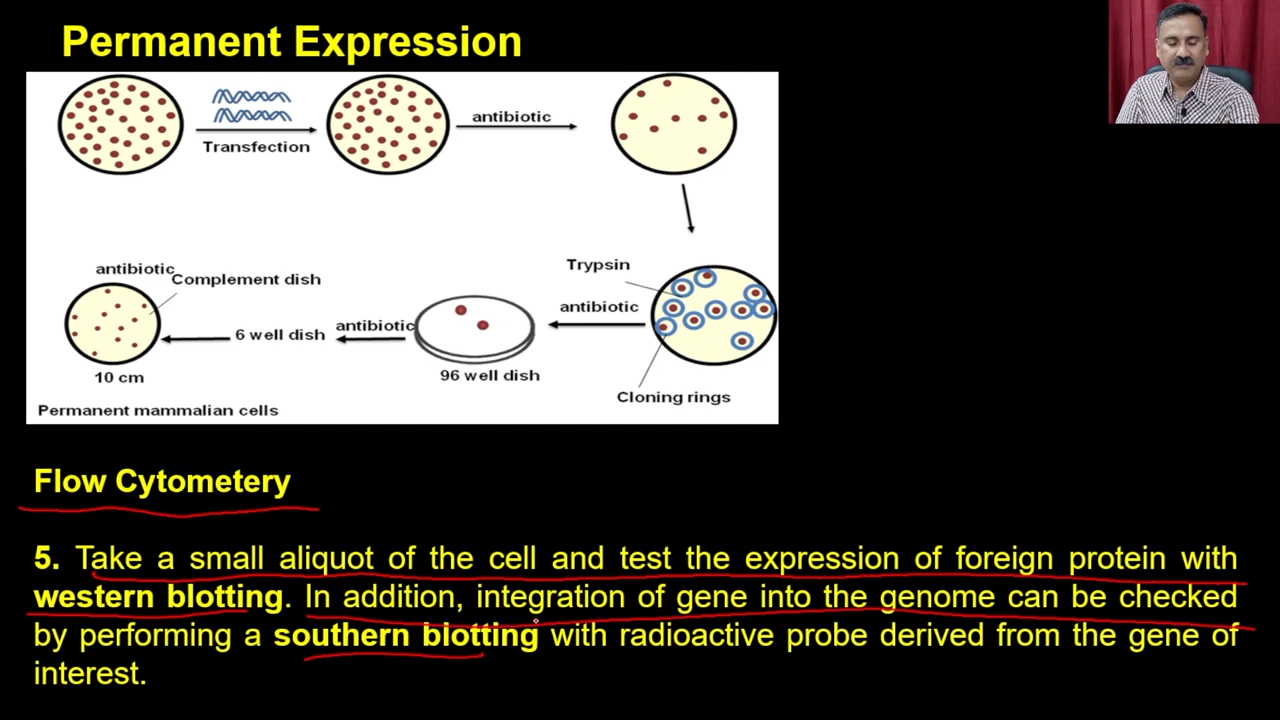 Permanent Expression
Transfection
antibiotic
Trypsin
antibiotic
Cloning rings
96 well dish
antibiotic
6 well dish
antibiotic
Complement dish
10 cm
Permanent mammalian cells
Flow Cytometery
5. Take a small aliquot of the cell and test the expression of foreign protein with
western blotting. In addition, integration of gene into the genome can be checked
by performing a southern blotting with radioactive probe derived from the gene of
interest.